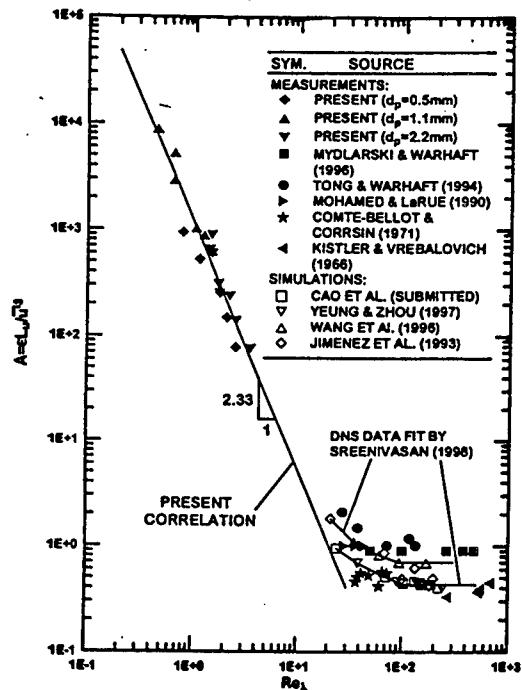 1E+5
1E+4
1E+3
1E+2
1E+1
1E+0
1E-1
1E-1
1E+0
1E+1
1E+2
1E+3
SYM. SOURCE
MEASUREMENTS:
PRESENT (dp=0.5mm)
PRESENT (dp=1.1mm)
PRESENT (dp=2.2mm)
MYDLARSKI & WARHAFT
(1996)
TONG & WARHAFT (1994)
MOHAMED & LaRUE (1990)
COMTE-BELLOT &
CORRSIN (1971)
KISTLER & VREBALOVICH
(1966)
SIMULATIONS:
CAO ET AL. (SUBMITTED)
YEUNG & ZHOU (1997)
WANG ET Al. (1996)
JIMENEZ ET AL. (1993)
2.33
1
DNS DATA FIT BY
SREENIVASAN (1998)
PRESENT
CORRELATION